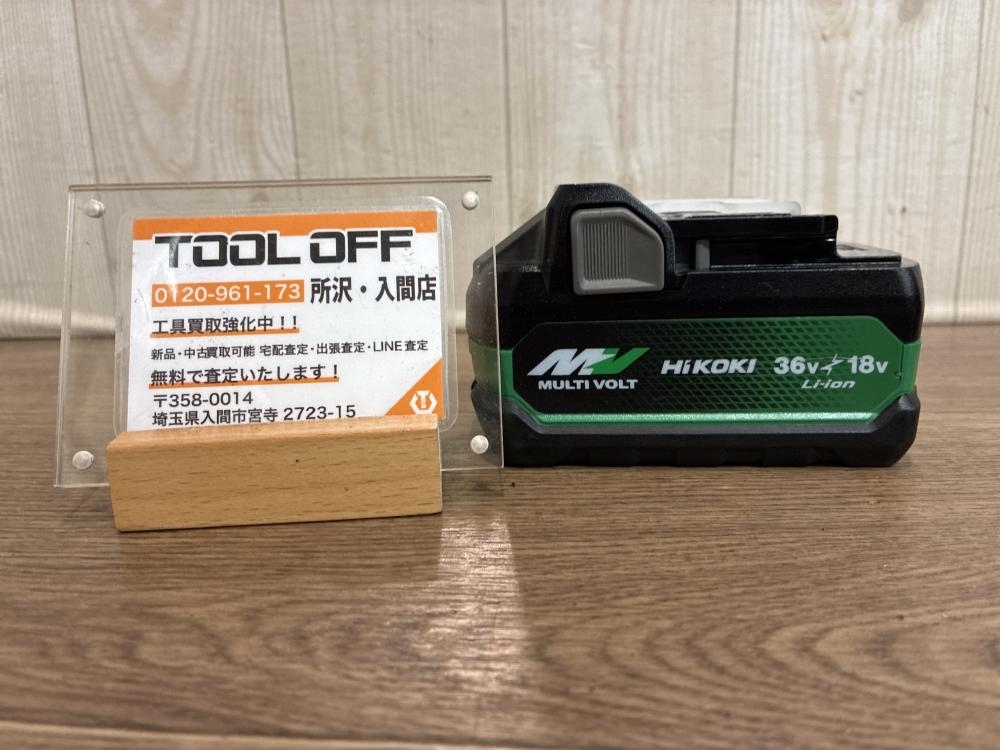 TOOL OFF
0120-961-173 所沢・入間店
工具買取強化中!!
新品・中古買取可能 宅配査定・出張査定・LINE査定
無料で査定いたします!
〒358-0014
埼玉県入間市宮寺 2723-15
MV
MULTI VOLT
HiKOKI
36v 18v
Li-ion